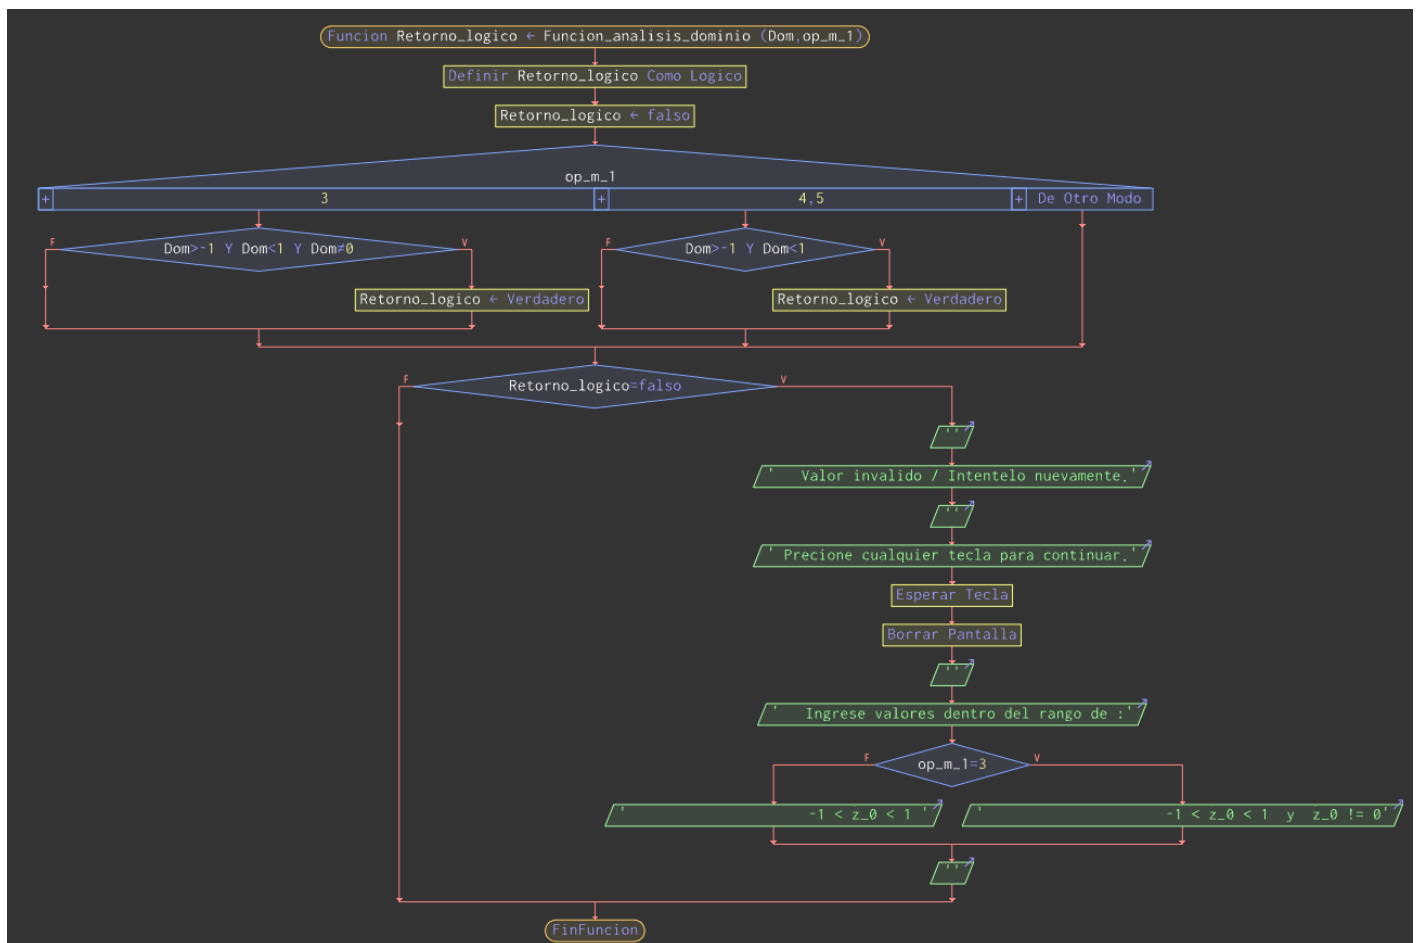 Funcion Retorno_logico ← Funcion_analisis_dominio (Dom,op_m_1)
Definir Retorno_logico Como Logico
Retorno_logico ← falso
op_m_1
+ 3 + 4,5 + De Otro Modo
F Dom>-1 Y Dom<1 Y Dom≠0 V F Dom>-1 Y Dom<1 V
Retorno_logico ← Verdadero Retorno_logico ← Verdadero
F Retorno_logico=falso V
''
'   Valor invalido / Intentelo nuevamente.'
''
' Precione cualquier tecla para continuar.'
Esperar Tecla
Borrar Pantalla
''
'   Ingrese valores dentro del rango de :'
F op_m_1=3 V
'                    -1 < z_0 < 1 ' '                    -1 < z_0 < 1  y  z_0 != 0'
''
FinFuncion